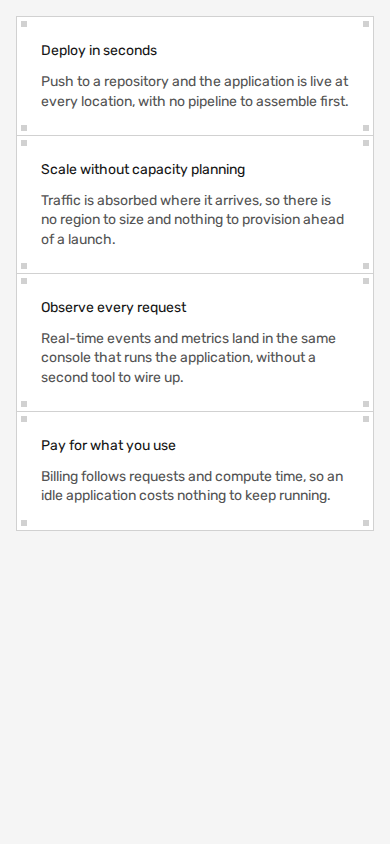 Deploy in seconds
Push to a repository and the application is live at
every location, with no pipeline to assemble first.
Scale without capacity planning
Traffic is absorbed where it arrives, so there is
no region to size and nothing to provision ahead
of a launch.
Observe every request
Real-time events and metrics land in the same
console that runs the application, without a
second tool to wire up.
Pay for what you use
Billing follows requests and compute time, so an
idle application costs nothing to keep running.